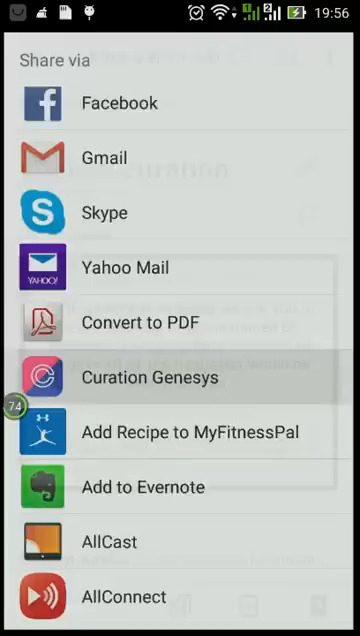 19:56
Share via
Facebook
Gmail
Skype
YAHOO!
Yahoo Mail
Convert to PDF
Curation Genesys
74
Add Recipe to MyFitnessPal
Add to Evernote
AllCast
AllConnect